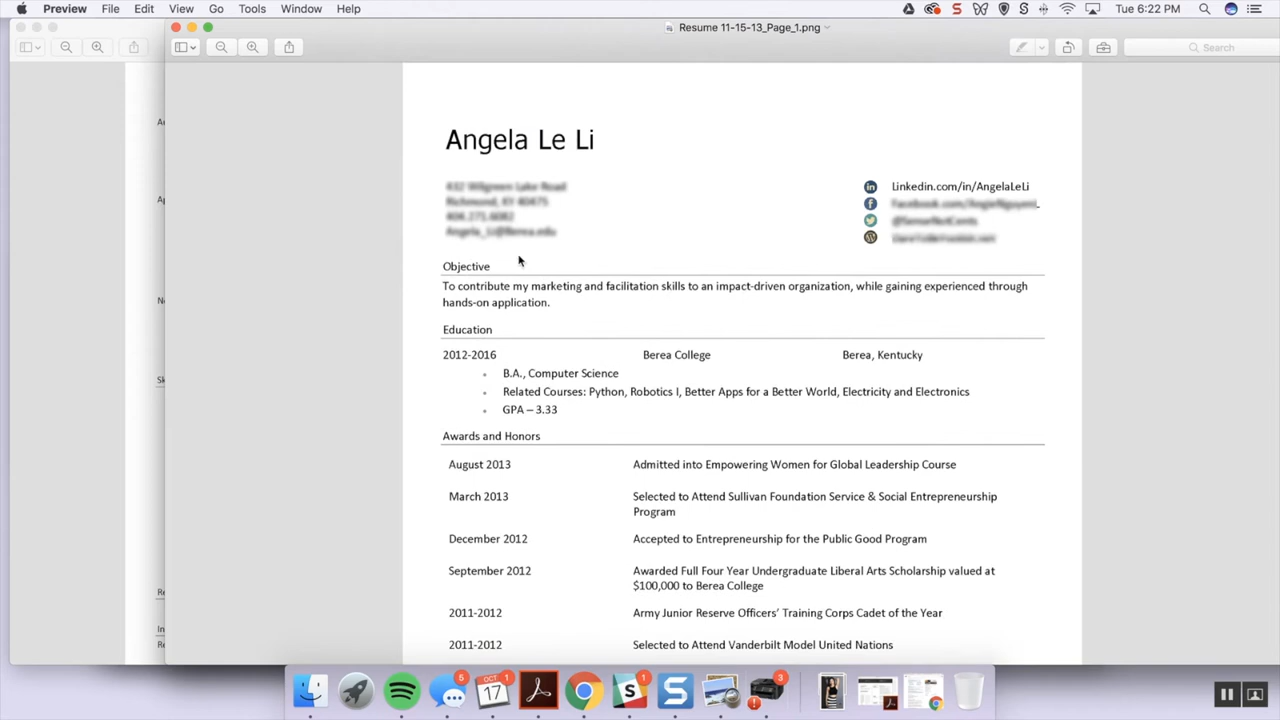 Preview File Edit View Go Tools Window Help Tue 6:22 PM
Resume 11-15-13_Page_1.png
Search
Angela Le Li
Linkedin.com/in/AngelaLeLi
Objective
To contribute my marketing and facilitation skills to an impact-driven organization, while gaining experienced through
hands-on application.
Education
2012-2016 Berea College Berea, Kentucky
B.A., Computer Science
Related Courses: Python, Robotics I, Better Apps for a Better World, Electricity and Electronics
GPA – 3.33
Awards and Honors
August 2013 Admitted into Empowering Women for Global Leadership Course
March 2013 Selected to Attend Sullivan Foundation Service & Social Entrepreneurship
Program
December 2012 Accepted to Entrepreneurship for the Public Good Program
September 2012 Awarded Full Four Year Undergraduate Liberal Arts Scholarship valued at
$100,000 to Berea College
2011-2012 Army Junior Reserve Officers' Training Corps Cadet of the Year
2011-2012 Selected to Attend Vanderbilt Model United Nations
5 OCT 17 1 1 3